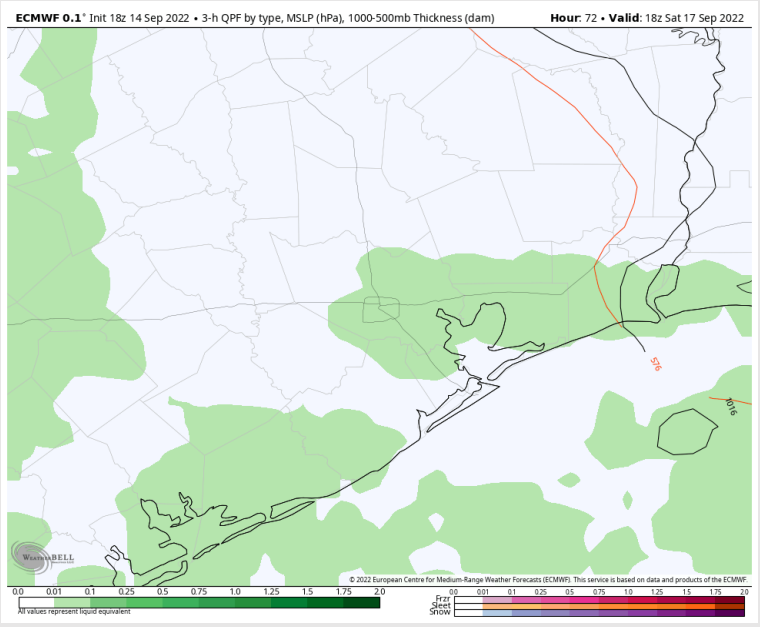 ECMWF 0.1° Init 18z 14 Sep 2022 • 3-h QPF by type, MSLP (hPa), 1000-500mb Thickness (dam) Hour: 72 • Valid: 18z Sat 17 Sep 2022
576
1016
WEATHERBELL
© 2022 European Centre for Medium-Range Weather Forecasts (ECMWF). This service is based on data and products of the ECMWF.
0.0 0.01 0.1 0.25 0.5 0.75 1.0 1.25 1.5 1.75 2.0
All values represent liquid equivalent
0.0 0.01 0.1 0.25 0.5 0.75 1.0 1.25 1.5 1.75 2.0
Frzr
Sleet
Snow